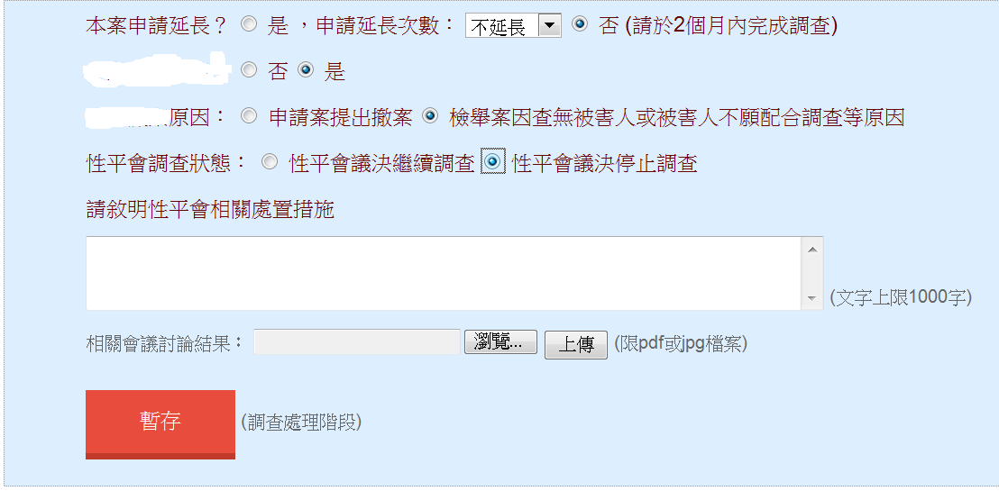 本案申請延長？ 是 ，申請延長次數： 不延長 否 (請於2個月內完成調查)
否 是
原因： 申請案提出撤案 檢舉案因查無被害人或被害人不願配合調查等原因
性平會調查狀態： 性平會議決繼續調查 性平會議決停止調查
請敘明性平會相關處置措施
(文字上限1000字)
相關會議討論結果： 瀏覽... 上傳 (限pdf或jpg檔案)
暫存 (調查處理階段)